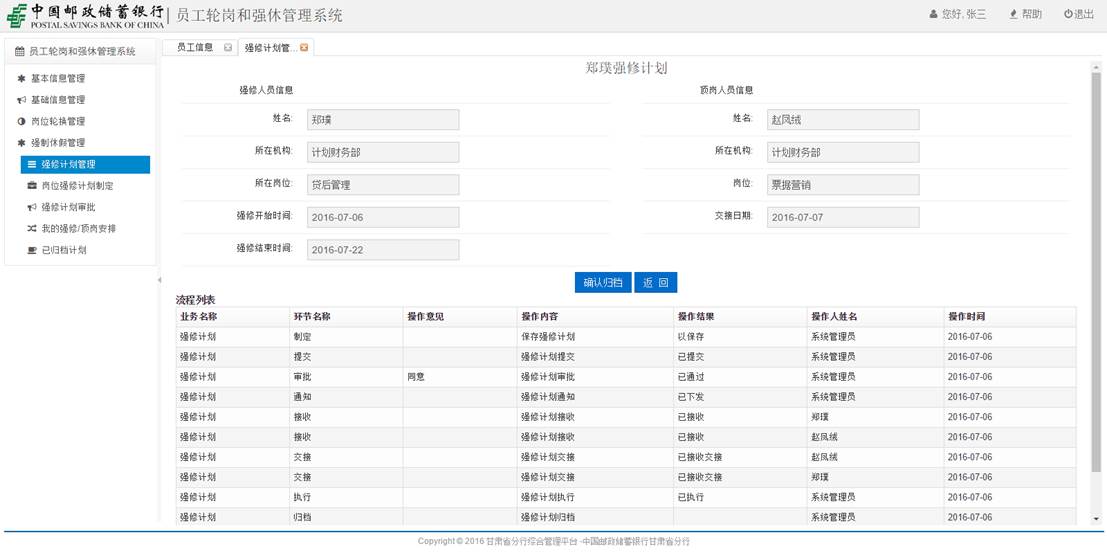 中国邮政储蓄银行 员工轮岗和强休管理系统 您好, 张三 帮助 退出
POSTAL SAVINGS BANK OF CHINA
员工轮岗和强休管理系统
基本信息管理
基础信息管理
岗位轮换管理
强制休假管理
强修计划管理
岗位强修计划制定
强修计划审批
我的强修/顶岗安排
已归档计划
员工信息 强修计划管...
郑璞强修计划
强修人员信息 顶岗人员信息
姓名: 郑璞 姓名: 赵凤绒
所在机构: 计划财务部 所在机构: 计划财务部
所在岗位: 贷后管理 岗位: 票据营销
强修开始时间: 2016-07-06 交接日期: 2016-07-07
强修结束时间: 2016-07-22
确认归档 返 回
流程列表
业务名称 环节名称 操作意见 操作内容 操作结果 操作人姓名 操作时间
强修计划 制定 保存强修计划 以保存 系统管理员 2016-07-06
强修计划 提交 强修计划提交 已提交 系统管理员 2016-07-06
强修计划 审批 同意 强修计划审批 已通过 系统管理员 2016-07-06
强修计划 通知 强修计划通知 已下发 系统管理员 2016-07-06
强修计划 接收 强修计划接收 已接收 郑璞 2016-07-06
强修计划 接收 强修计划接收 已接收 赵凤绒 2016-07-06
强修计划 交接 强修计划交接 已接收交接 赵凤绒 2016-07-06
强修计划 交接 强修计划交接 已接收交接 郑璞 2016-07-06
强修计划 执行 强修计划执行 已执行 系统管理员 2016-07-06
强修计划 归档 强修计划归档 系统管理员 2016-07-06
Copyright © 2016 甘肃省分行综合管理平台 -中国邮政储蓄银行甘肃省分行